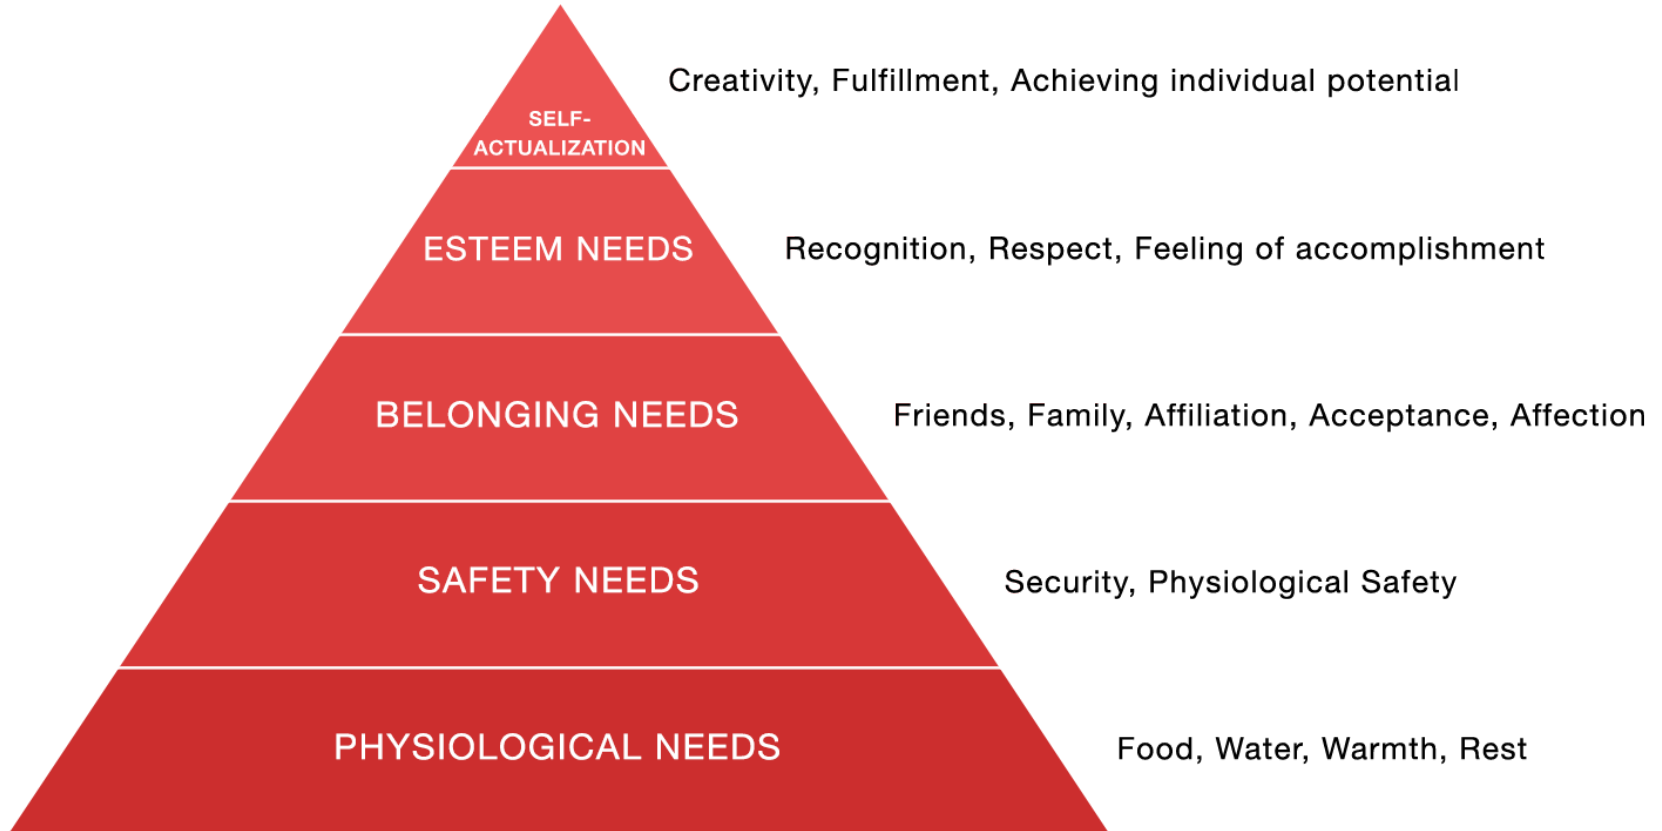 Creativity, Fulfillment, Achieving individual potential
SELF-
ACTUALIZATION
ESTEEM NEEDS
Recognition, Respect, Feeling of accomplishment
BELONGING NEEDS
Friends, Family, Affiliation, Acceptance, Affection
SAFETY NEEDS
Security, Physiological Safety
PHYSIOLOGICAL NEEDS
Food, Water, Warmth, Rest